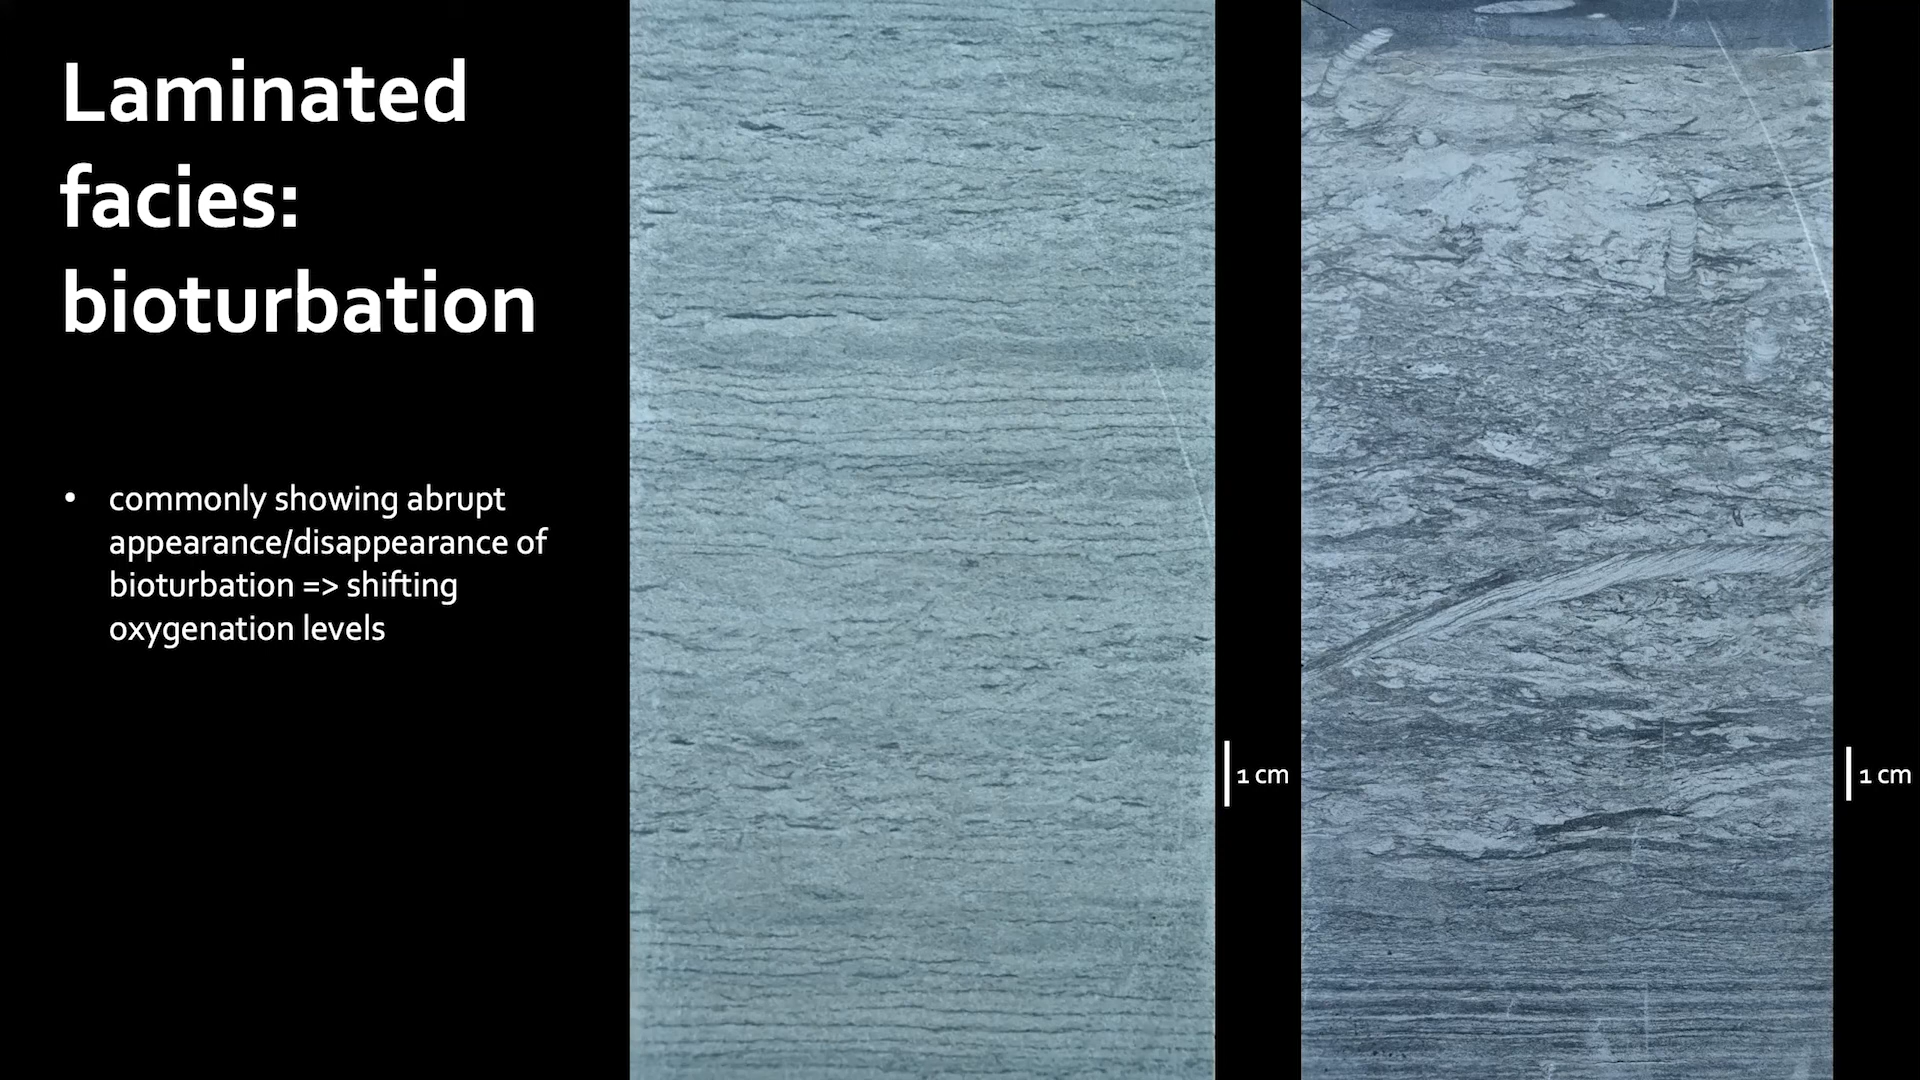 Laminated
facies:
bioturbation
• commonly showing abrupt
appearance/disappearance of
bioturbation => shifting
oxygenation levels
1 cm
1 cm